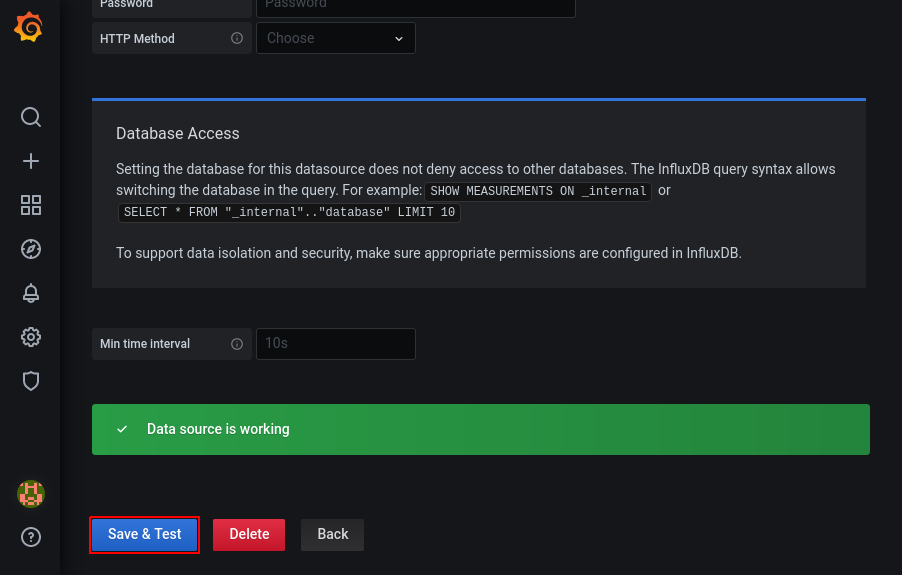 Password
Password
HTTP Method
Choose
Database Access
Setting the database for this datasource does not deny access to other databases. The InfluxDB query syntax allows
switching the database in the query. For example: SHOW MEASUREMENTS ON _internal or
SELECT * FROM "_internal".."database" LIMIT 10
To support data isolation and security, make sure appropriate permissions are configured in InfluxDB.
Min time interval
10s
Data source is working
Save & Test
Delete
Back